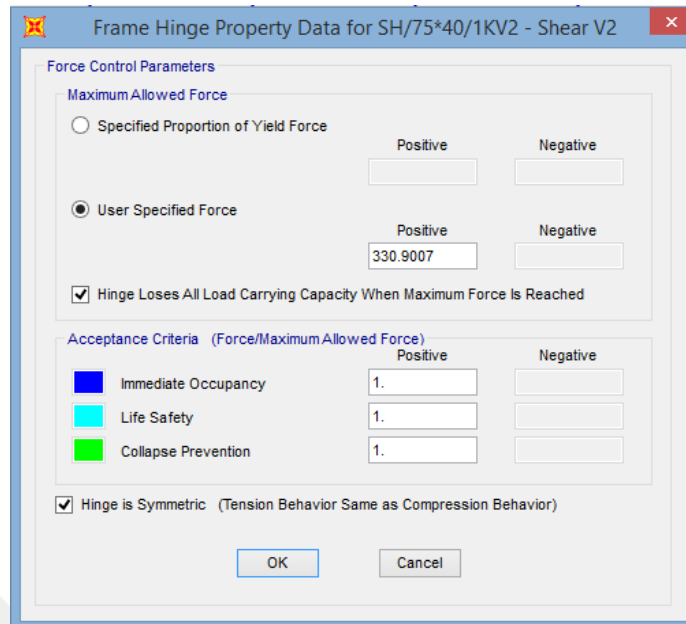 Frame Hinge Property Data for SH/75*40/1KV2 - Shear V2
Force Control Parameters
Maximum Allowed Force
Specified Proportion of Yield Force
Positive Negative
User Specified Force
Positive Negative
330.9007
Hinge Loses All Load Carrying Capacity When Maximum Force Is Reached
Acceptance Criteria (Force/Maximum Allowed Force)
Positive Negative
Immediate Occupancy 1.
Life Safety 1.
Collapse Prevention 1.
Hinge is Symmetric (Tension Behavior Same as Compression Behavior)
OK Cancel